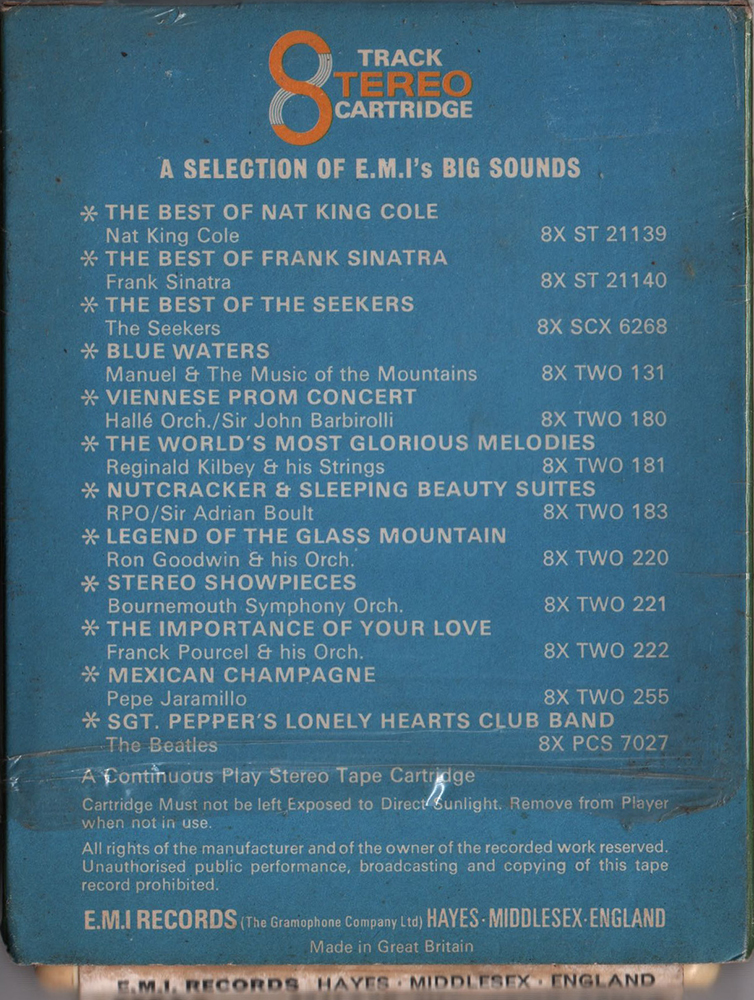 8 TRACK
STEREO
CARTRIDGE
A SELECTION OF E.M.I's BIG SOUNDS
* THE BEST OF NAT KING COLE
Nat King Cole 8X ST 21139
* THE BEST OF FRANK SINATRA
Frank Sinatra 8X ST 21140
* THE BEST OF THE SEEKERS
The Seekers 8X SCX 6268
* BLUE WATERS
Manuel & The Music of the Mountains 8X TWO 131
* VIENNESE PROM CONCERT
Hallé Orch./Sir John Barbirolli 8X TWO 180
* THE WORLD'S MOST GLORIOUS MELODIES
Reginald Kilbey & his Strings 8X TWO 181
* NUTCRACKER & SLEEPING BEAUTY SUITES
RPO/Sir Adrian Boult 8X TWO 183
* LEGEND OF THE GLASS MOUNTAIN
Ron Goodwin & his Orch. 8X TWO 220
* STEREO SHOWPIECES
Bournemouth Symphony Orch. 8X TWO 221
* THE IMPORTANCE OF YOUR LOVE
Franck Pourcel & his Orch. 8X TWO 222
* MEXICAN CHAMPAGNE
Pepe Jaramillo 8X TWO 255
* SGT. PEPPER'S LONELY HEARTS CLUB BAND
The Beatles 8X PCS 7027
A Continuous Play Stereo Tape Cartridge
Cartridge Must not be left Exposed to Direct Sunlight. Remove from Player
when not in use.
All rights of the manufacturer and of the owner of the recorded work reserved.
Unauthorised public performance, broadcasting and copying of this tape
record prohibited.
E.M.I RECORDS (The Gramophone Company Ltd) HAYES · MIDDLESEX · ENGLAND
Made in Great Britain
E.M.I. RECORDS HAYES · MIDDLESEX · ENGLAND